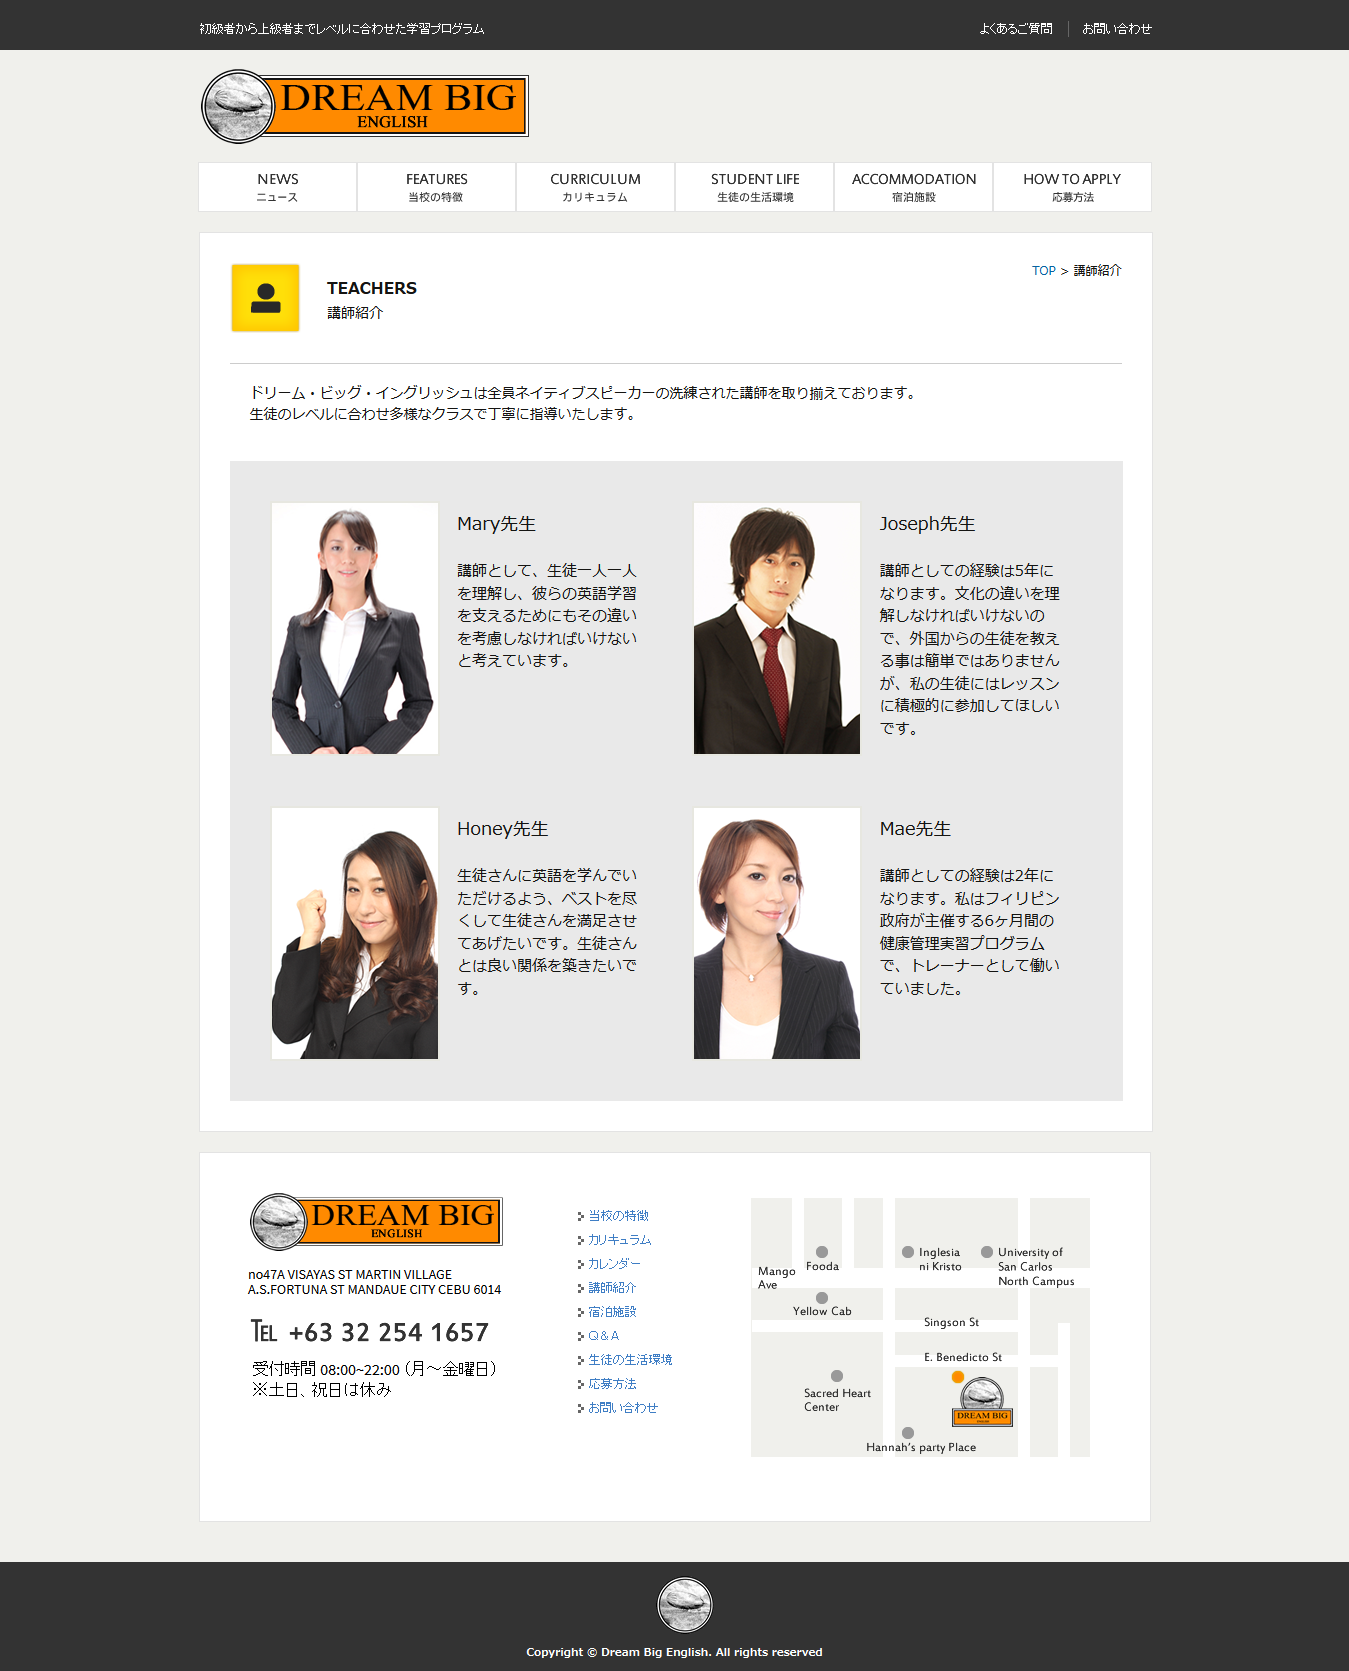 初級者から上級者までレベルに合わせた学習プログラム
よくあるご質問
お問い合わせ
DREAM BIG
ENGLISH
NEWS
ニュース
FEATURES
当校の特徴
CURRICULUM
カリキュラム
STUDENT LIFE
生徒の生活環境
ACCOMMODATION
宿泊施設
HOW TO APPLY
応募方法
TOP > 講師紹介
TEACHERS
講師紹介
ドリーム・ビッグ・イングリッシュは全員ネイティブスピーカーの洗練された講師を取り揃えております。
生徒のレベルに合わせ多様なクラスで丁寧に指導いたします。
Mary先生
講師として、生徒一人一人
を理解し、彼らの英語学習
を支えるためにもその違い
を考慮しなければいけない
と考えています。
Joseph先生
講師としての経験は5年に
なります。文化の違いを理
解しなければいけないの
で、外国からの生徒を教え
る事は簡単ではありません
が、私の生徒にはレッスン
に積極的に参加してほしい
です。
Honey先生
生徒さんに英語を学んでい
ただけるよう、ベストを尽
くして生徒さんを満足させ
てあげたいです。生徒さん
とは良い関係を築きたいで
す。
Mae先生
講師としての経験は2年に
なります。私はフィリピン
政府が主催する6ヶ月間の
健康管理実習プログラム
で、トレーナーとして働い
ていました。
DREAM BIG
ENGLISH
no47A VISAYAS ST MARTIN VILLAGE
A.S.FORTUNA ST MANDAUE CITY CEBU 6014
TEL +63 32 254 1657
受付時間 08:00~22:00（月～金曜日）
※土日、祝日は休み
当校の特徴
カリキュラム
カレンダー
講師紹介
宿泊施設
Q＆A
生徒の生活環境
応募方法
お問い合わせ
Mango
Ave
Fooda
Inglesia
ni Kristo
University of
San Carlos
North Campus
Yellow Cab
Singson St
E. Benedicto St
Sacred Heart
Center
DREAM BIG
ENGLISH
Hannah's party Place
Copyright © Dream Big English. All rights reserved